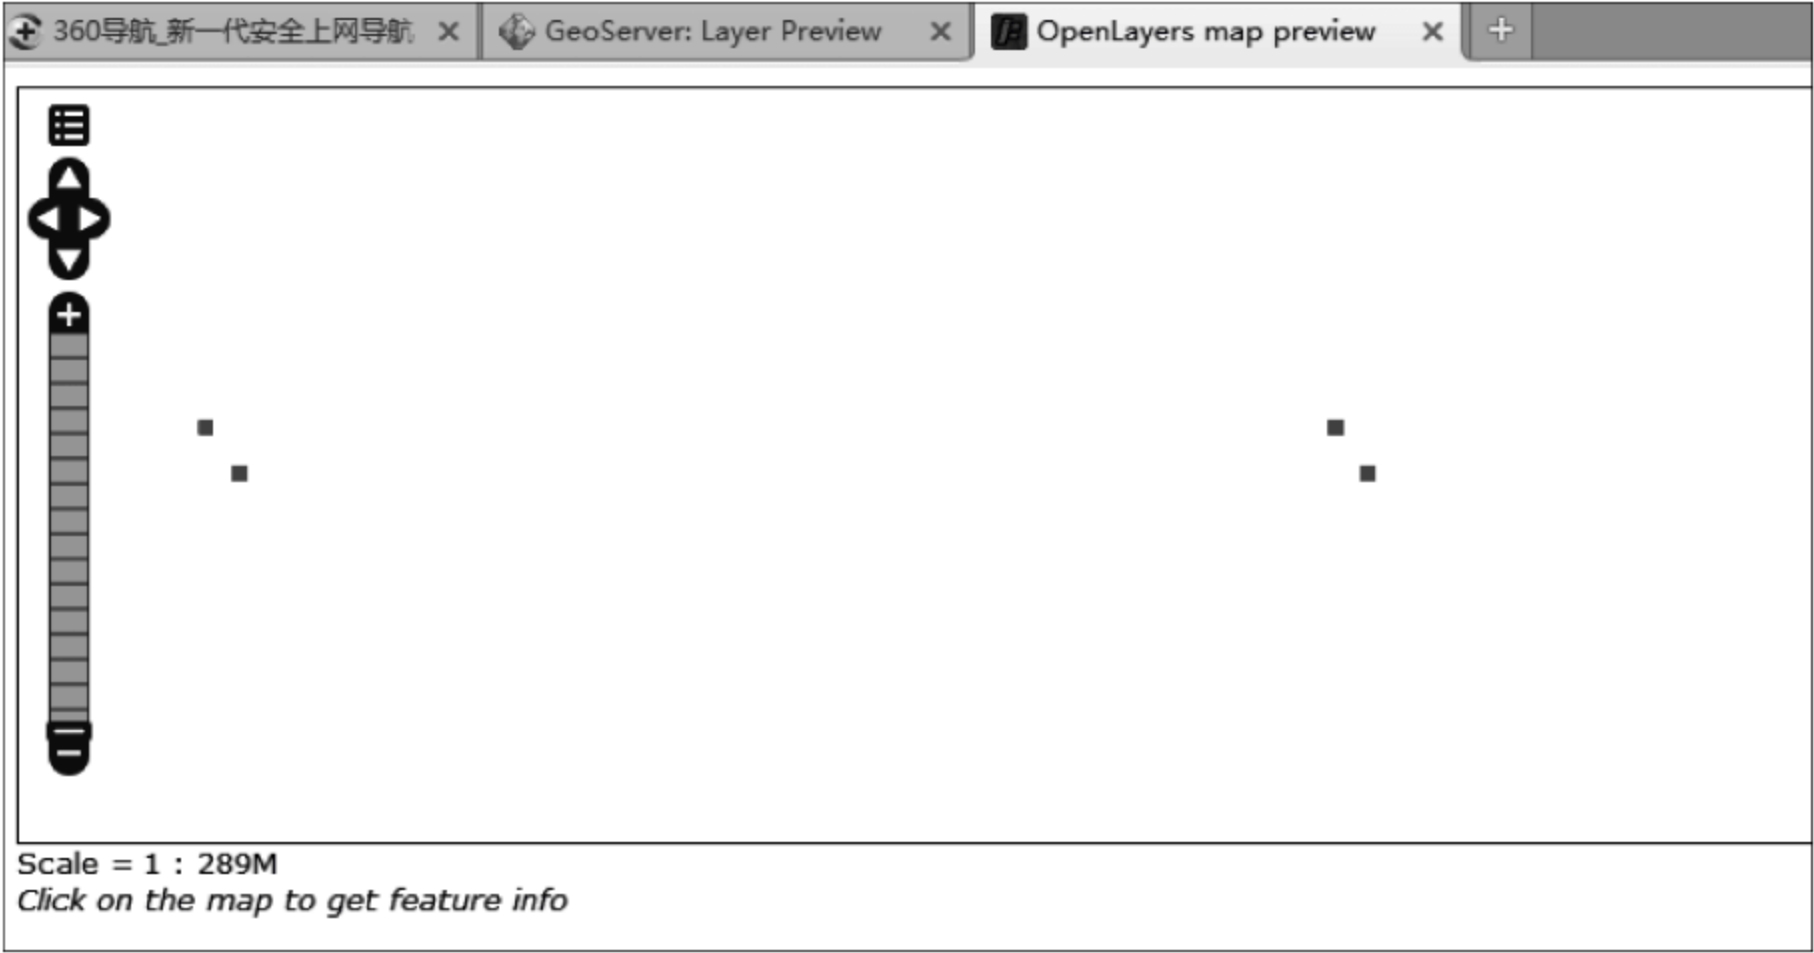 360导航_新一代安全上网导航
GeoServer: Layer Preview
OpenLayers map preview
Scale = 1 : 289M
Click on the map to get feature info